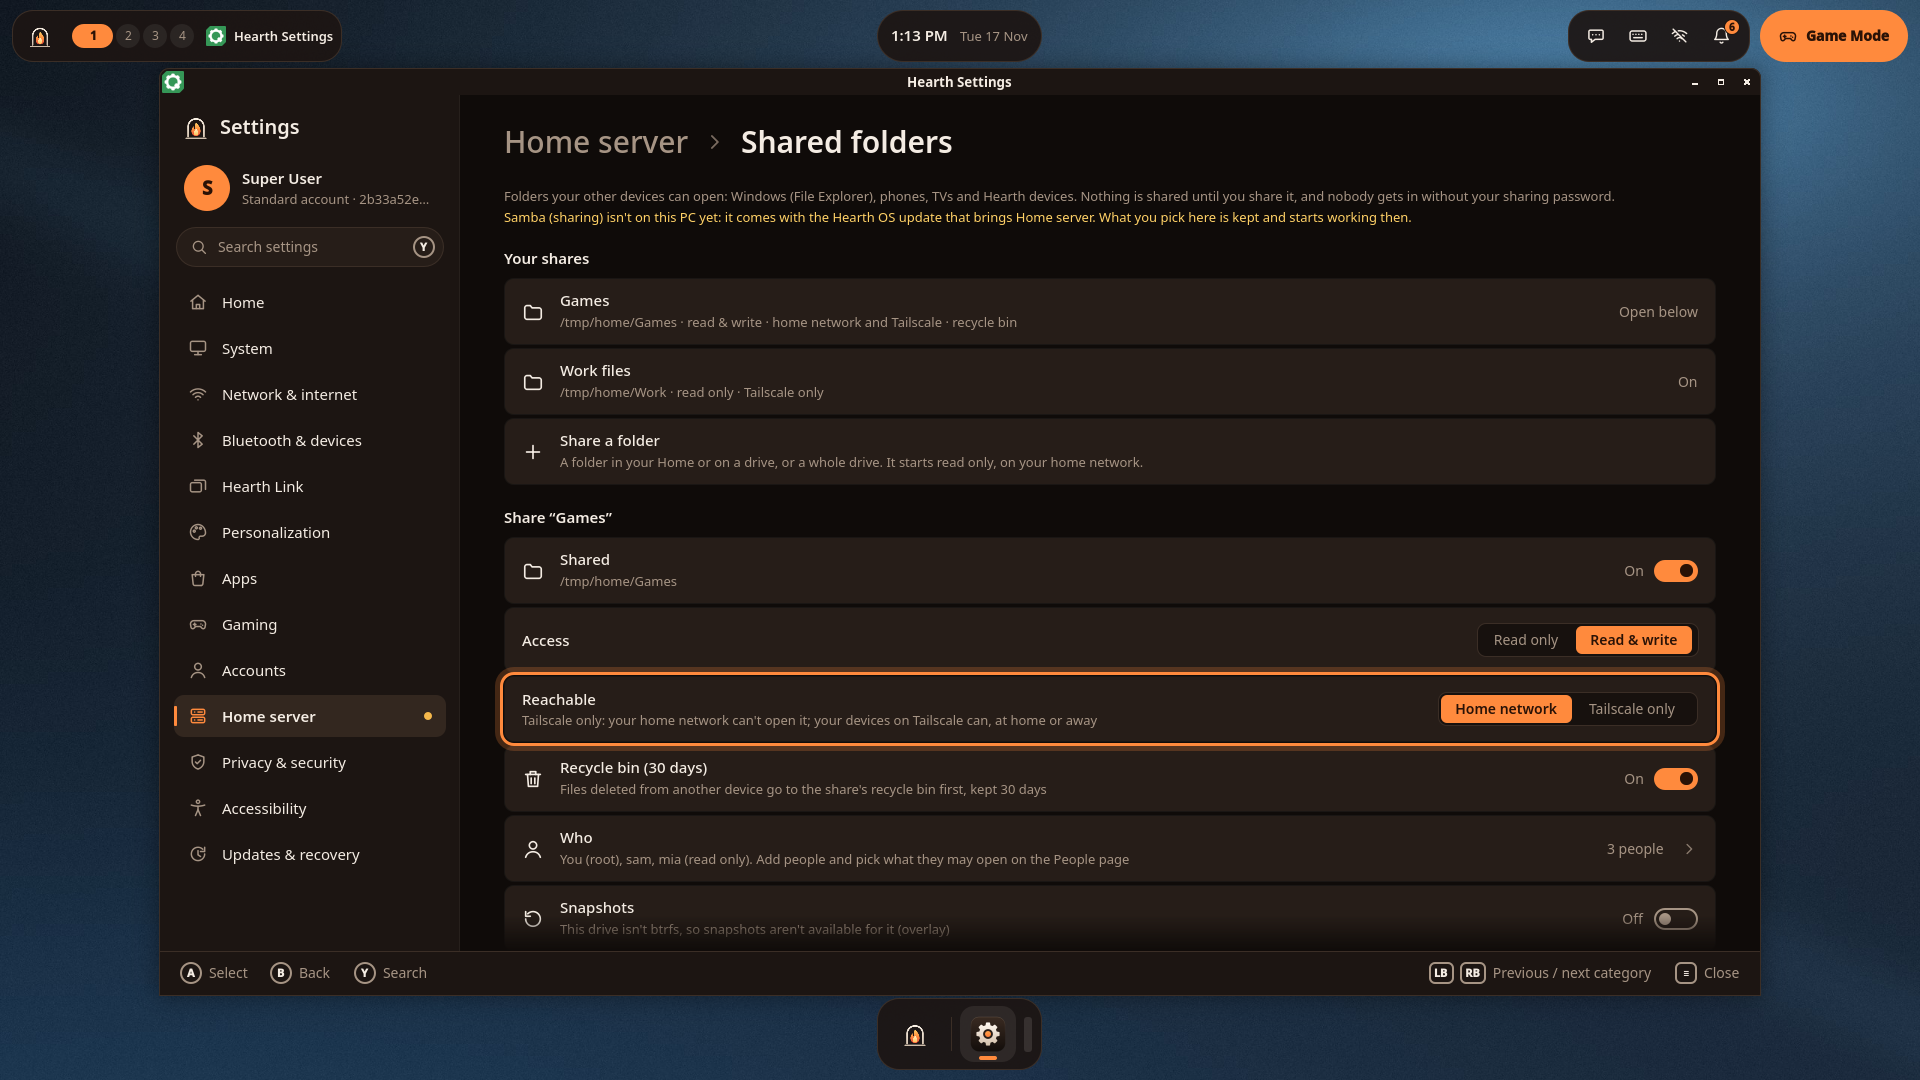 1 2 3 4 Hearth Settings
1:13 PM Tue 17 Nov
6
Game Mode
Hearth Settings
Settings
S
Super User
Standard account · 2b33a52e…
Search settings Y
Home
System
Network & internet
Bluetooth & devices
Hearth Link
Personalization
Apps
Gaming
Accounts
Home server
Privacy & security
Accessibility
Updates & recovery
Home server > Shared folders
Folders your other devices can open: Windows (File Explorer), phones, TVs and Hearth devices. Nothing is shared until you share it, and nobody gets in without your sharing password.
Samba (sharing) isn't on this PC yet: it comes with the Hearth OS update that brings Home server. What you pick here is kept and starts working then.
Your shares
Games
/tmp/home/Games · read & write · home network and Tailscale · recycle bin
Open below
Work files
/tmp/home/Work · read only · Tailscale only
On
Share a folder
A folder in your Home or on a drive, or a whole drive. It starts read only, on your home network.
Share “Games”
Shared
/tmp/home/Games
On
Access
Read only Read & write
Reachable
Tailscale only: your home network can't open it; your devices on Tailscale can, at home or away
Home network Tailscale only
Recycle bin (30 days)
Files deleted from another device go to the share's recycle bin first, kept 30 days
On
Who
You (root), sam, mia (read only). Add people and pick what they may open on the People page
3 people
Snapshots
This drive isn't btrfs, so snapshots aren't available for it (overlay)
Off
A Select B Back Y Search
LB RB Previous / next category Close